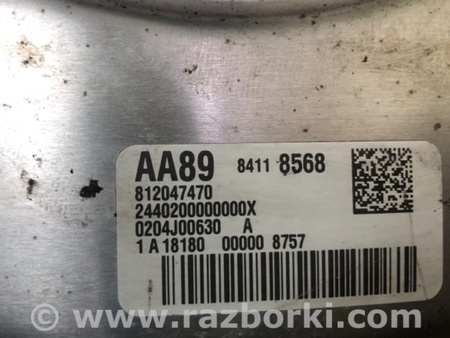 AA89 8411 8568
812047470
2440200000000X
0204J00630 A
1 A 18180 00000 8757
www.razborki.com